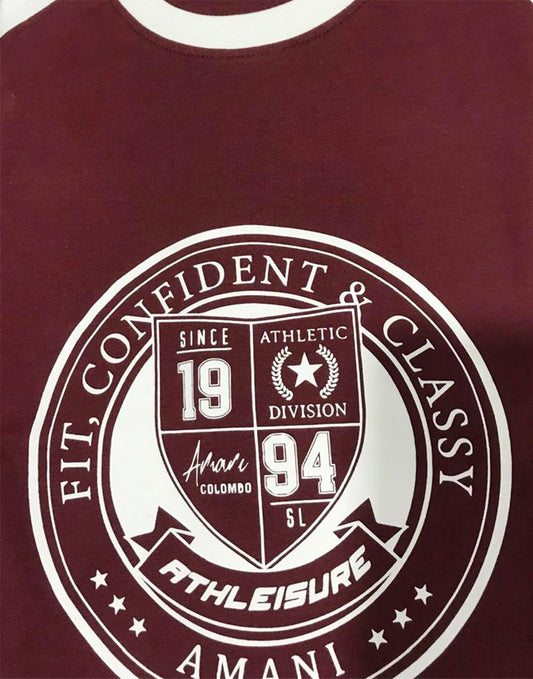 FIT, CONFIDENT & CLASSY
SINCE
19
ATHLETIC
DIVISION
Amani
COLOMBO
94
SL
ATHLEISURE
AMANI